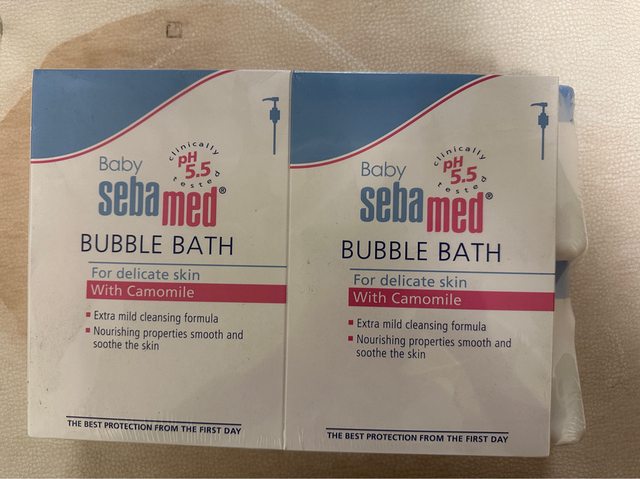 Baby
clinically
pH
5.5
tested
sebamed®
BUBBLE BATH
For delicate skin
With Camomile
Extra mild cleansing formula
Nourishing properties smooth and
soothe the skin
THE BEST PROTECTION FROM THE FIRST DAY
Baby
clinically
pH
5.5
tested
sebamed®
BUBBLE BATH
For delicate skin
With Camomile
Extra mild cleansing formula
Nourishing properties smooth and
soothe the skin
THE BEST PROTECTION FROM THE FIRST DAY